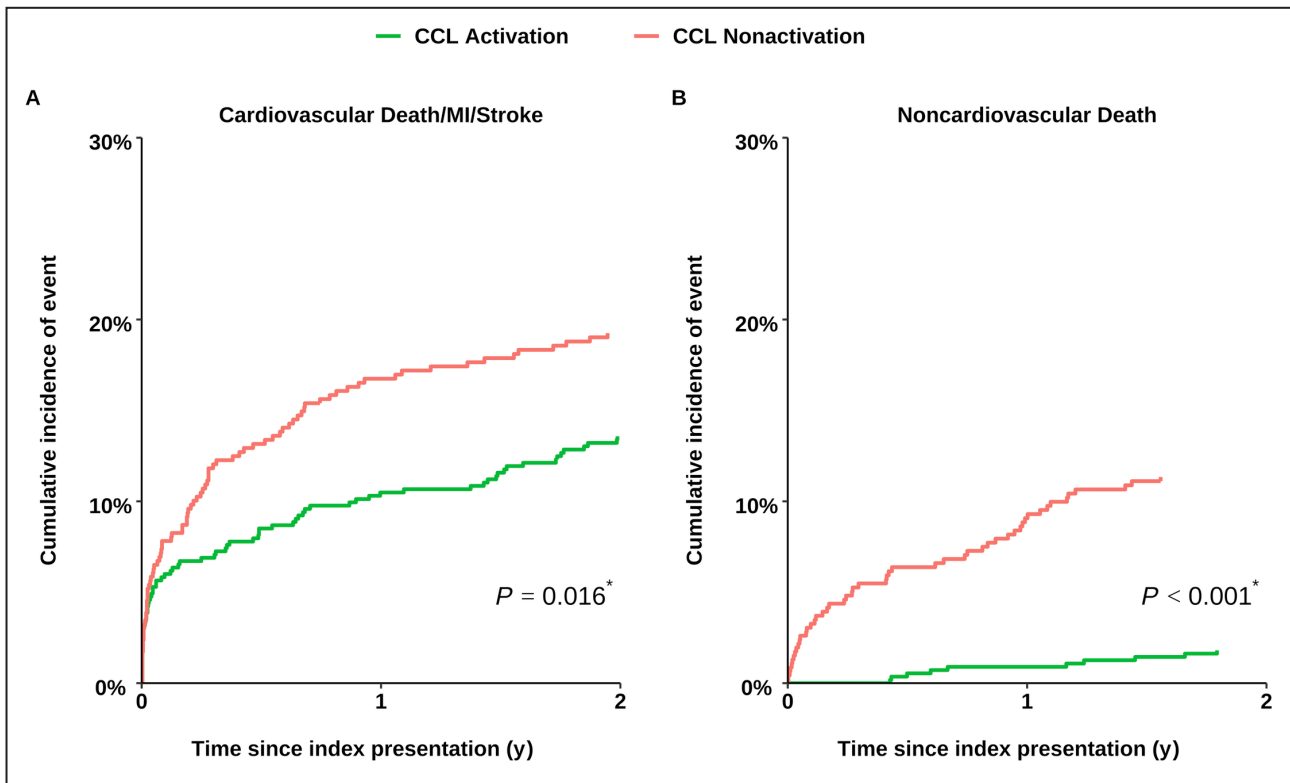 CCL Activation CCL Nonactivation
A
Cardiovascular Death/MI/Stroke
30%
20%
10%
0%
Cumulative incidence of event
P = 0.016*
0 1 2
Time since index presentation (y)
B
Noncardiovascular Death
30%
20%
10%
0%
Cumulative incidence of event
P < 0.001*
0 1 2
Time since index presentation (y)